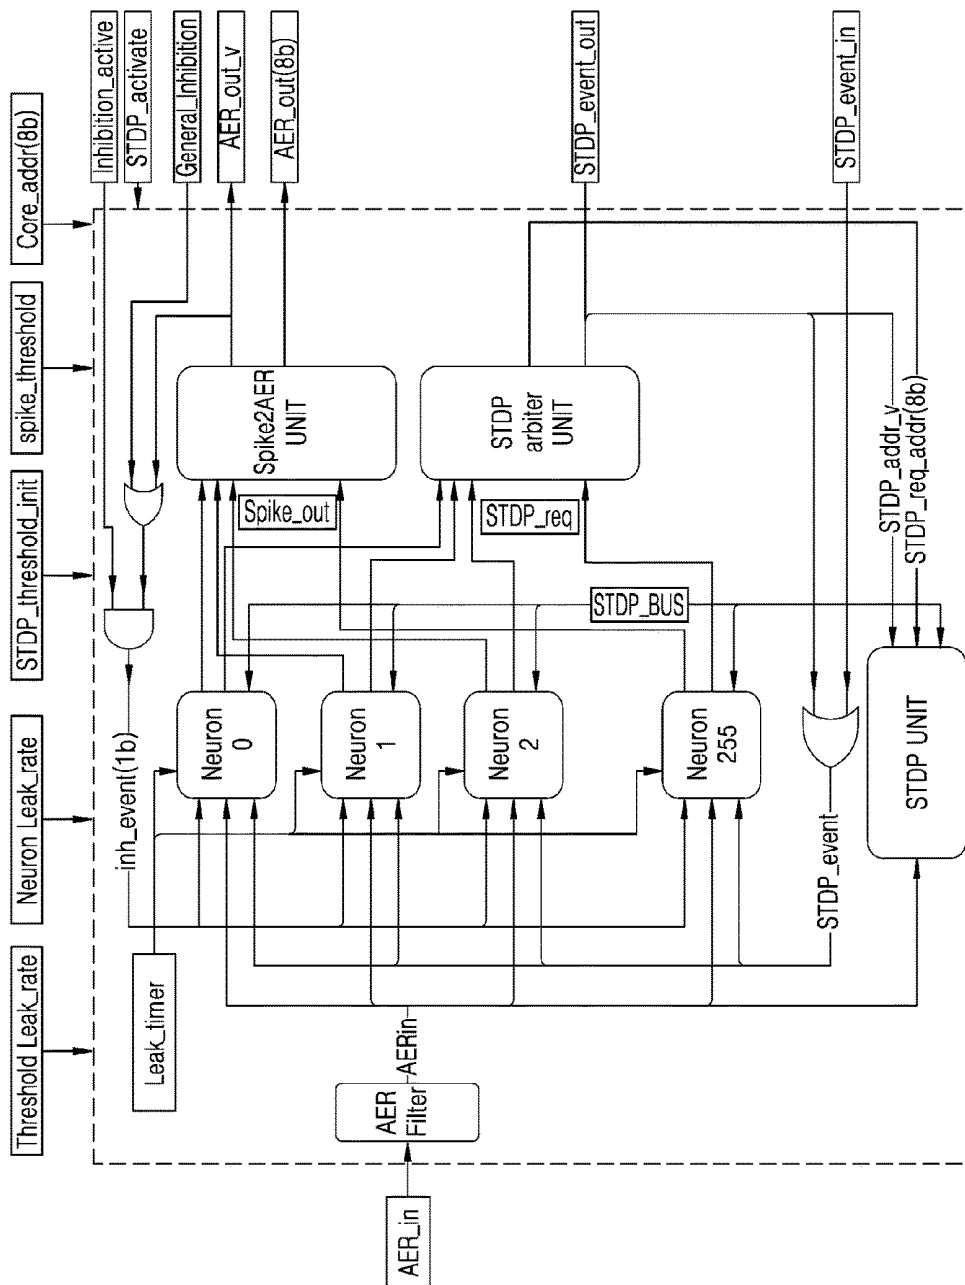 Threshold Leak_rate
Neuron Leak_rate
STDP_threshold_init
spike_threshold
Core_addr(8b)
Inhibition_active
STDP_activate
General_Inhibition
AER_out_v
AER_out(8b)
STDP_event_out
STDP_event_in
inh_event(1b)
Leak_timer
AER_in
AER
Filter
AERin
Neuron
0
Neuron
1
Neuron
2
Neuron
255
Spike_out
STDP_req
STDP_BUS
Spike2AER
UNIT
STDP
arbiter
UNIT
STDP_addr_v
STDP_req_addr(8b)
STDP_event
STDP UNIT